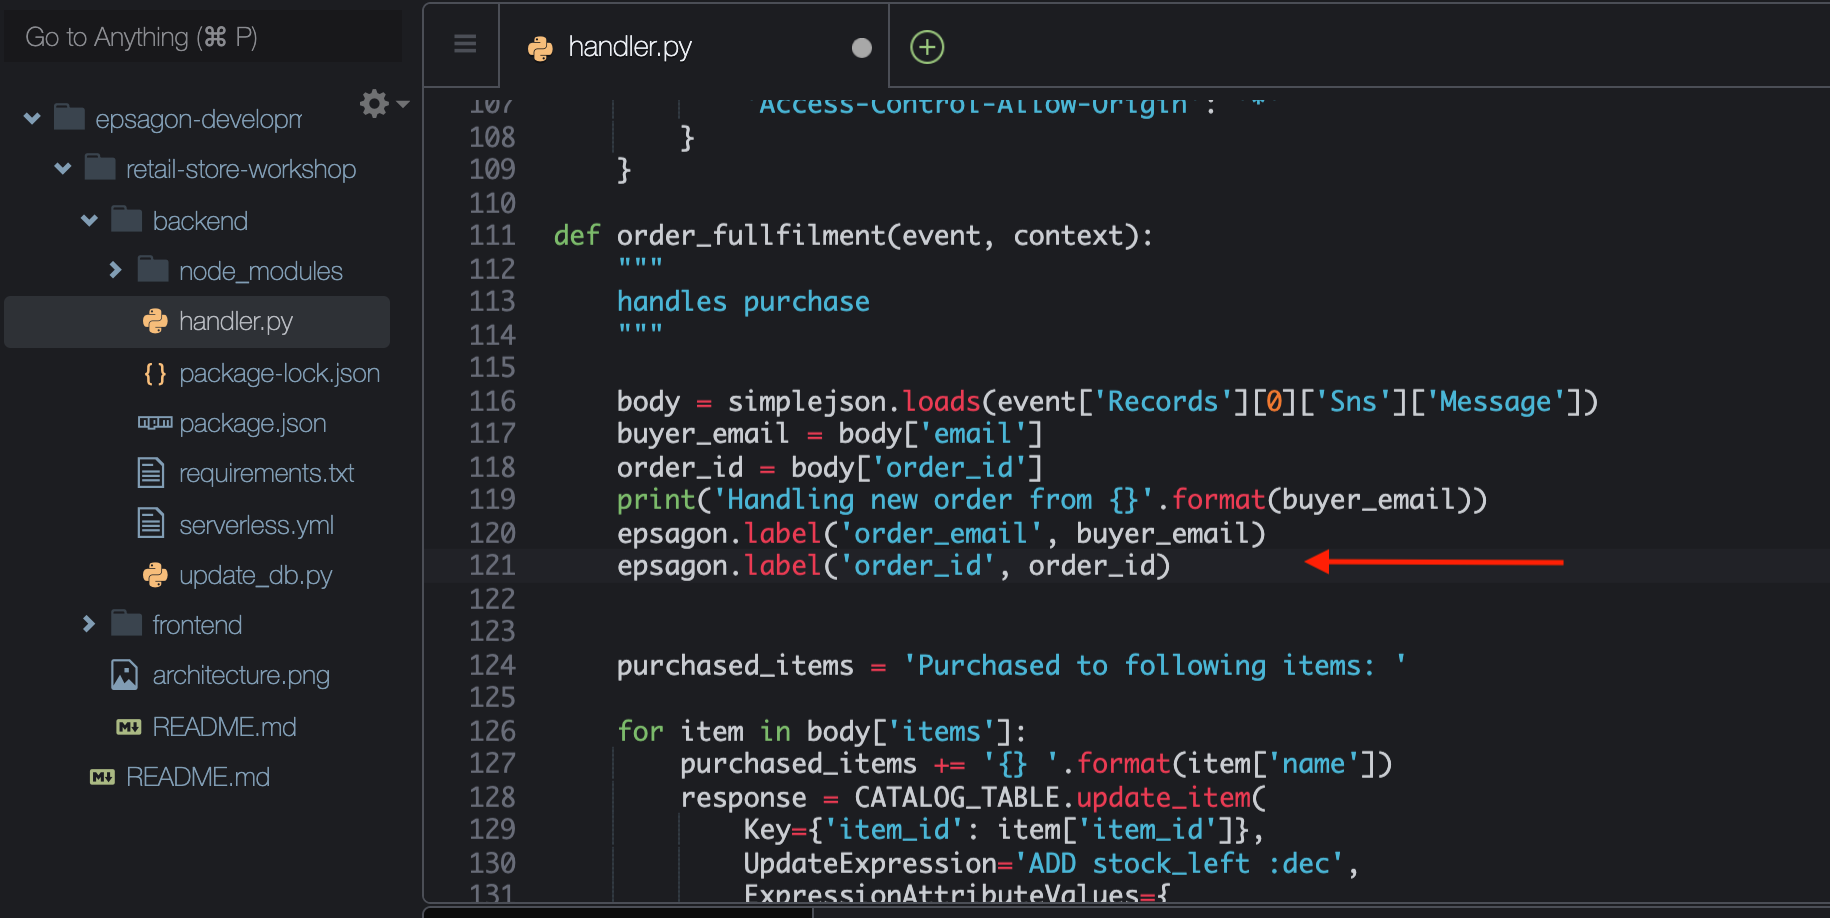 Go to Anything (⌘ P)
epsagon-developm
retail-store-workshop
backend
node_modules
handler.py
package-lock.json
package.json
requirements.txt
serverless.yml
update_db.py
frontend
architecture.png
README.md
README.md
handler.py
107 'Access-Control-Allow-Origin': '*'
108 }
109 }
110
111 def order_fullfilment(event, context):
112 """
113 handles purchase
114 """
115
116 body = simplejson.loads(event['Records'][0]['Sns']['Message'])
117 buyer_email = body['email']
118 order_id = body['order_id']
119 print('Handling new order from {}'.format(buyer_email))
120 epsagon.label('order_email', buyer_email)
121 epsagon.label('order_id', order_id)
122
123
124 purchased_items = 'Purchased to following items: '
125
126 for item in body['items']:
127 purchased_items += '{} '.format(item['name'])
128 response = CATALOG_TABLE.update_item(
129 Key={'item_id': item['item_id']},
130 UpdateExpression='ADD stock_left :dec',
131 ExpressionAttributeValues={